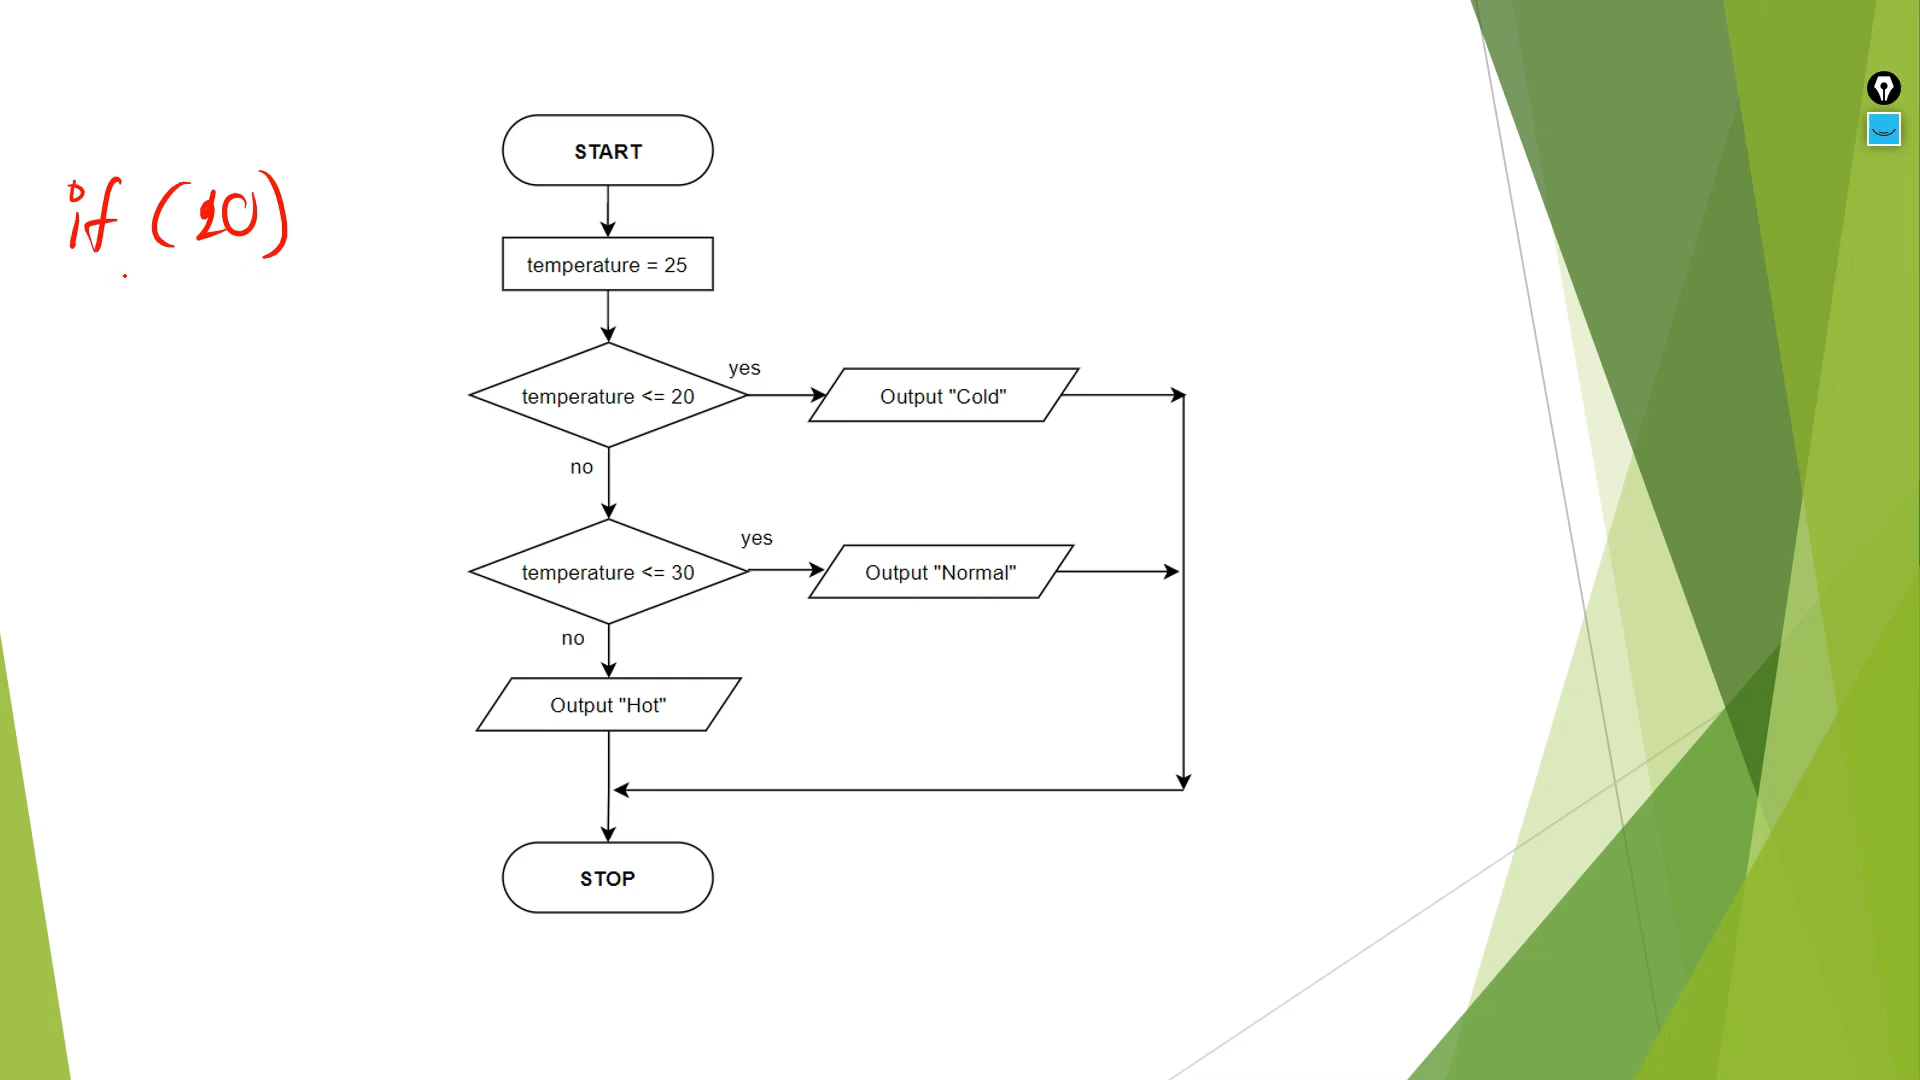 START
if (20)
temperature = 25
yes
temperature <= 20
Output "Cold"
no
yes
temperature <= 30
Output "Normal"
no
Output "Hot"
STOP